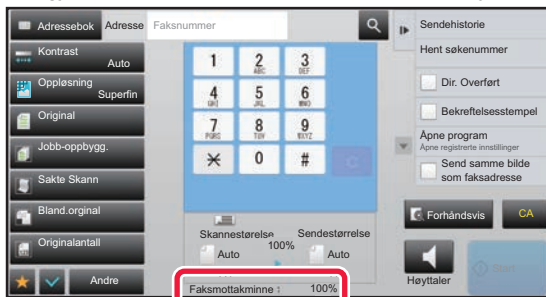 Adressebok Adresse Faksnummer
Sendehistorie
Kontrast
Auto
Hent søkenummer
Oppløsning
Superfin
Dir. Overført
Original
Bekreftelsesstempel
Jobb-oppbygg.
Åpne program
Åpne registrerte innstillinger
Sakte Skann
Send samme bilde
som faksadresse
Bland.orginal
Originalantall
Andre
1 2 3
ABC DEF
4 5 6
GHI JKL MNO
7 8 9
PQRS TUV WXYZ
0 # C
Skannestørelse Sendestørrelse
100%
Auto Auto
Faksmottakminne : 100%
Forhåndsvis CA
Høyttaler
Start